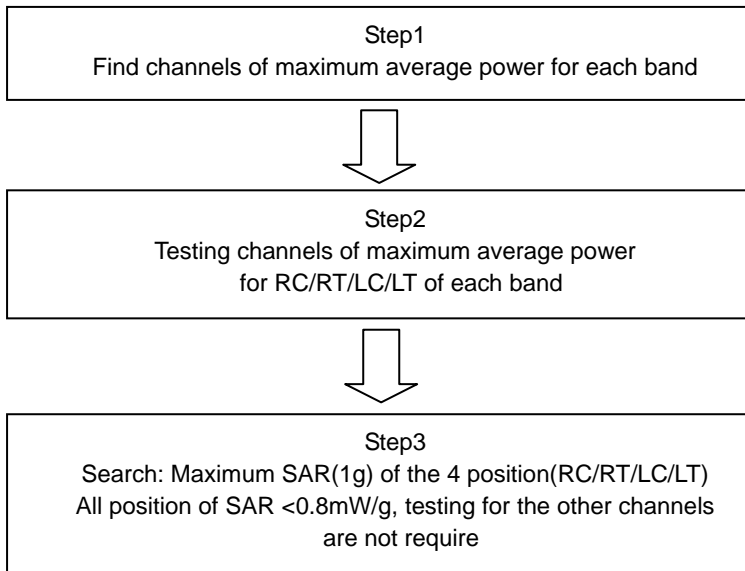 Step1
Find channels of maximum average power for each band
Step2
Testing channels of maximum average power
for RC/RT/LC/LT of each band
Step3
Search: Maximum SAR(1g) of the 4 position(RC/RT/LC/LT)
All position of SAR <0.8mW/g, testing for the other channels
are not require